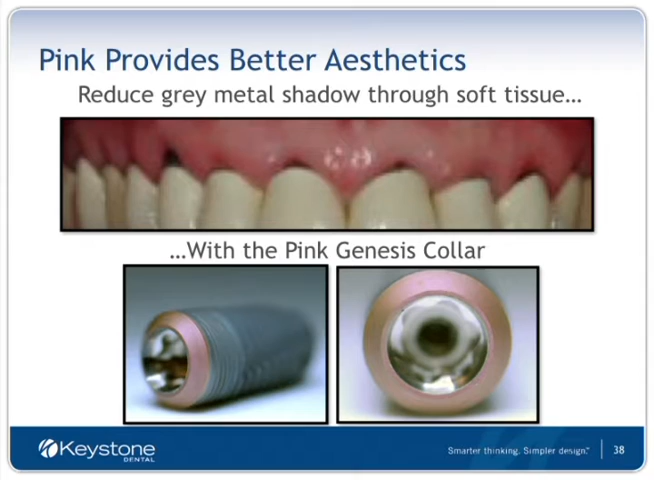 Pink Provides Better Aesthetics
Reduce grey metal shadow through soft tissue…
…With the Pink Genesis Collar
Keystone
DENTAL
Smarter thinking. Simpler design.™
38